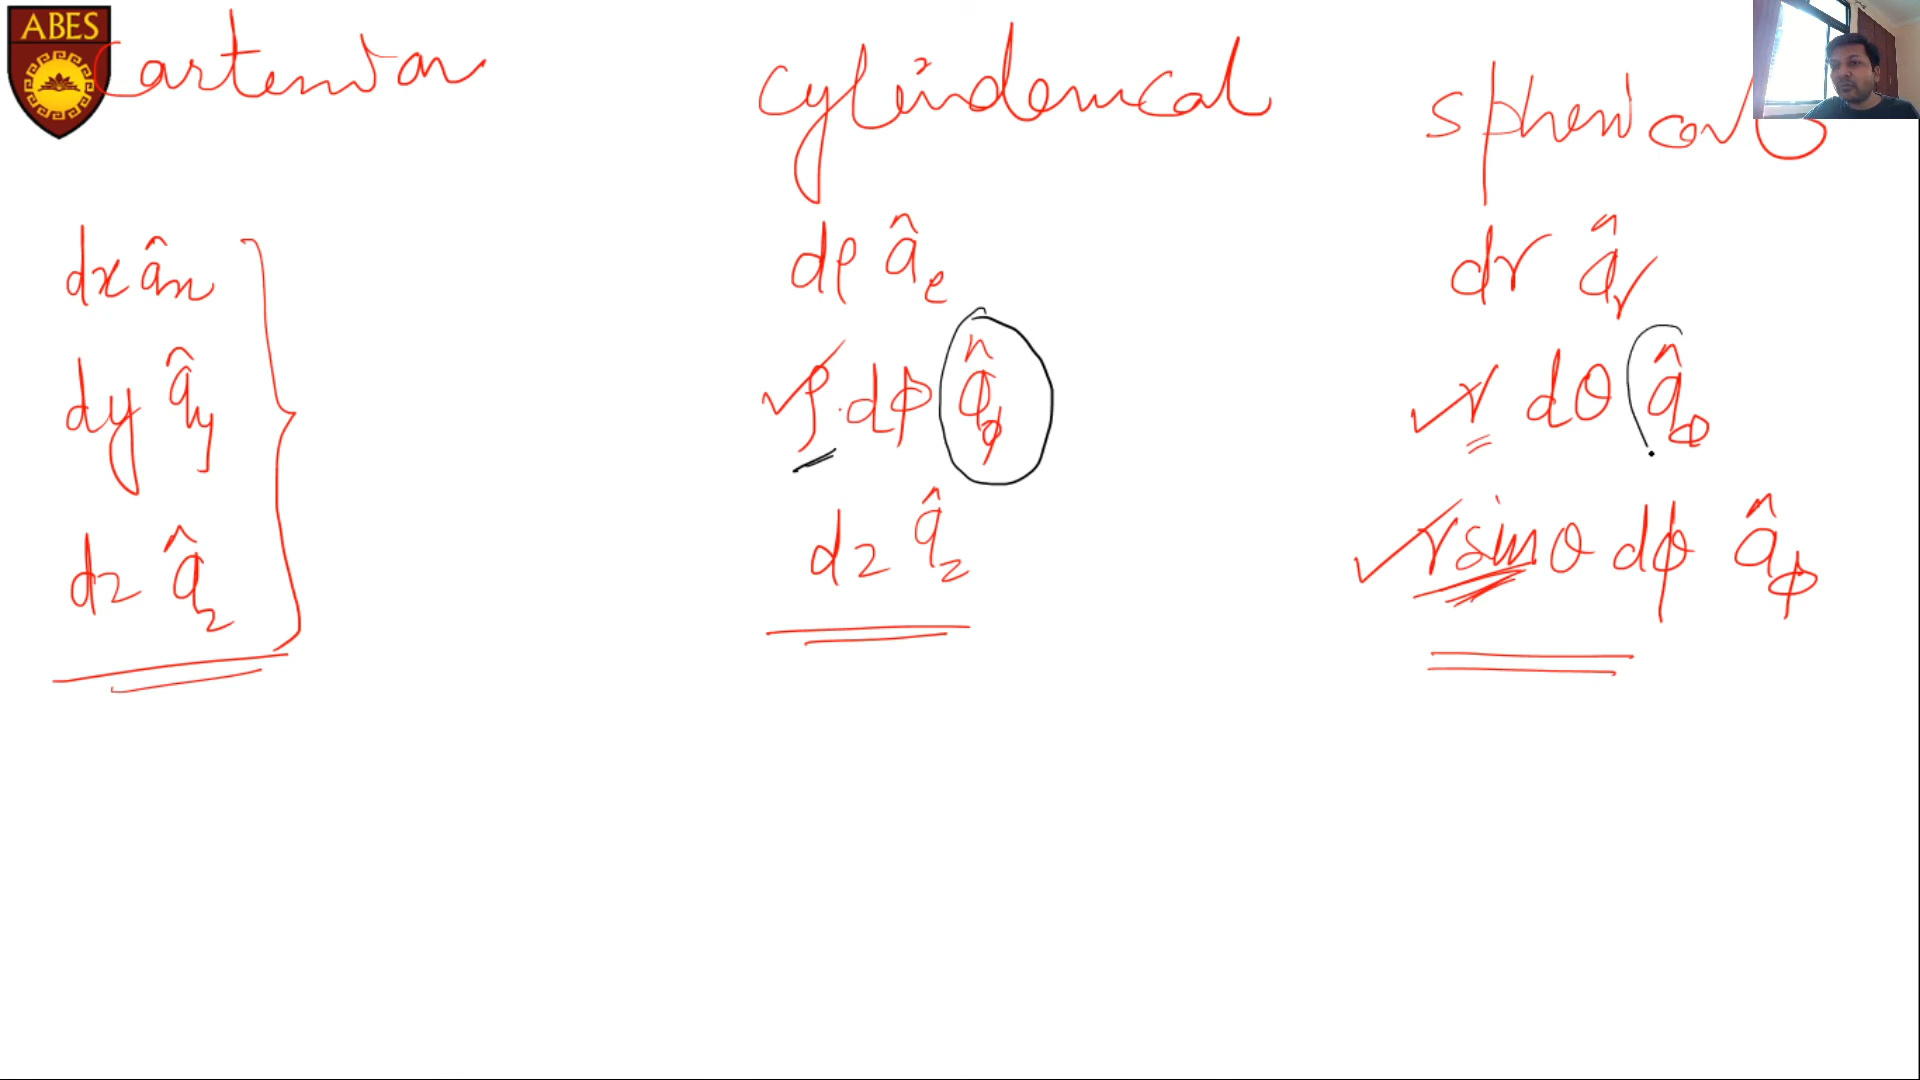 ABES
Cartesian cylinderical spherical
dx âx dρ âρ dr âr
dy ây ρ.dφ âφ r dθ âθ
dz âz dz âz r sinθ dφ âφ